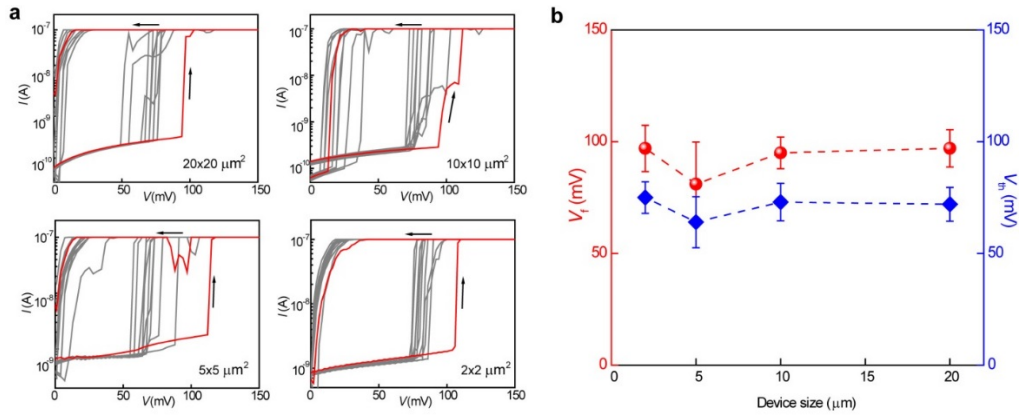 a
10⁻⁷
10⁻⁸
10⁻⁹
10⁻¹⁰
I (A)
20x20 μm²
0 50 100 150
V(mV)
10⁻⁷
10⁻⁸
10⁻⁹
10⁻¹⁰
I (A)
10x10 μm²
0 50 100 150
V(mV)
10⁻⁷
10⁻⁸
10⁻⁹
I (A)
5x5 μm²
0 50 100 150
V(mV)
10⁻⁷
10⁻⁸
10⁻⁹
I (A)
2x2 μm²
0 50 100 150
V(mV)
b
150 150
100 100
50 50
0 0
V_f (mV)
V_th (mV)
0 5 10 15 20
Device size (μm)